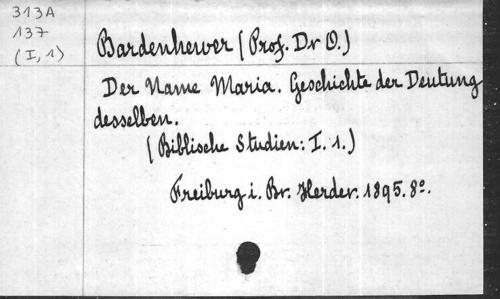 313A
137
(I,1)
Bardenhewer (Prof. Dr O.)
Der Name Maria. Geschichte der Deutung
desselben.
(Biblische Studien: I. 1.)
Freiburg i. Br. Herder. 1895. 8º.